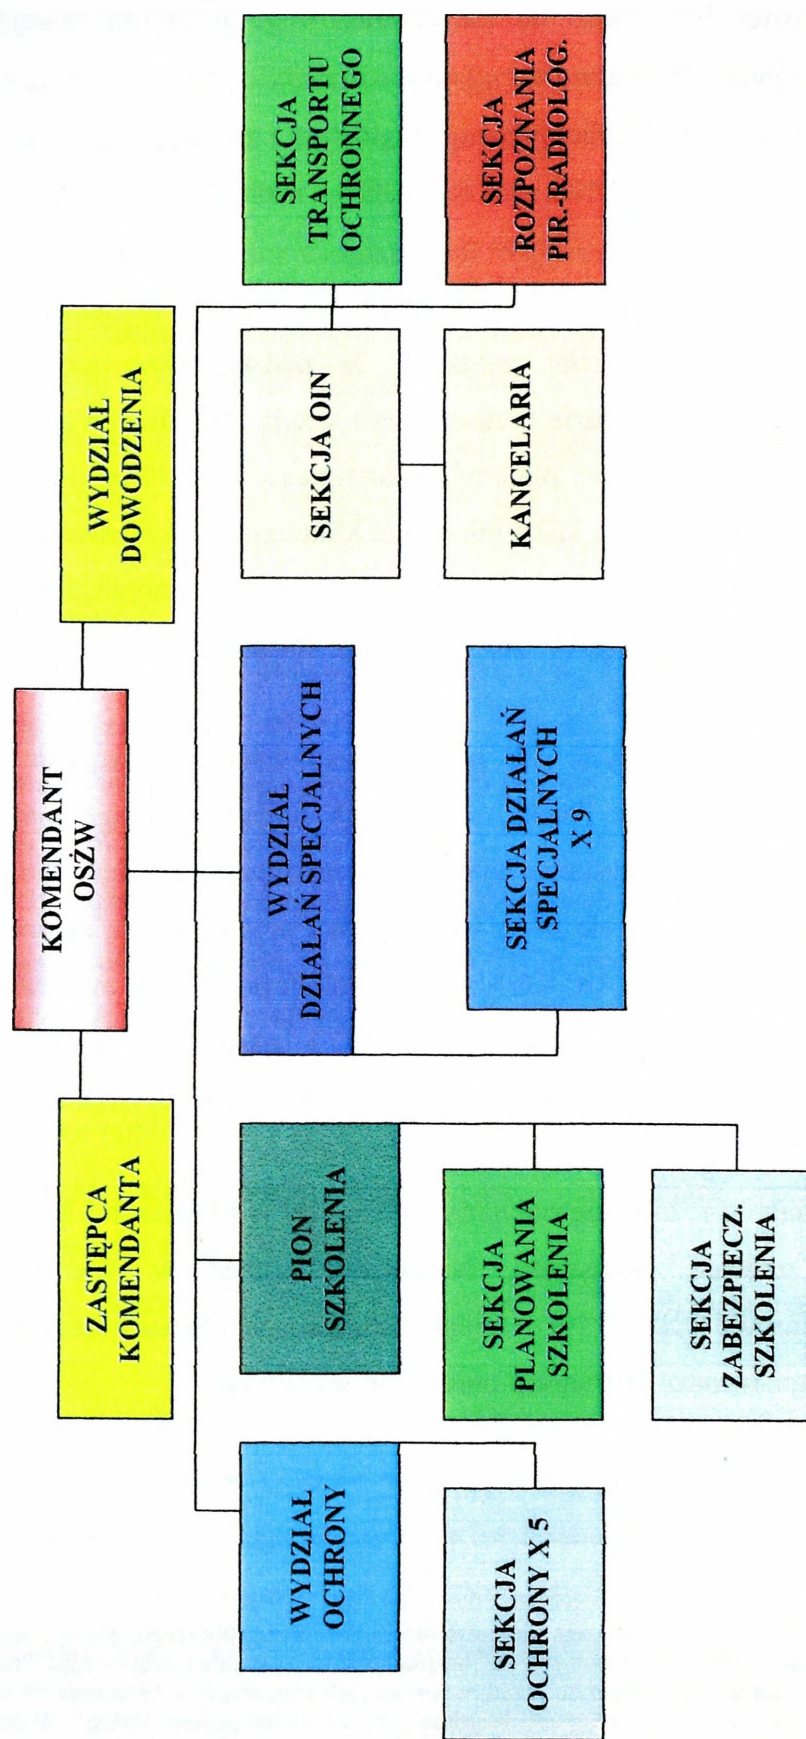 KOMENDANT
OSŻW
ZASTĘPCA
KOMENDANTA
WYDZIAŁ
DOWODZENIA
WYDZIAŁ
OCHRONY
SEKCJA
OCHRONY X 5
PION
SZKOLENIA
SEKCJA
PLANOWANIA
SZKOLENIA
SEKCJA
ZABEZPIECZ.
SZKOLENIA
WYDZIAŁ
DZIAŁAŃ SPECJALNYCH
SEKCJA DZIAŁAŃ
SPECJALNYCH
X 9
SEKCJA OIN
KANCELARIA
SEKCJA
TRANSPORTU
OCHRONNEGO
SEKCJA
ROZPOZNANIA
PIR.-RADIOLOG.